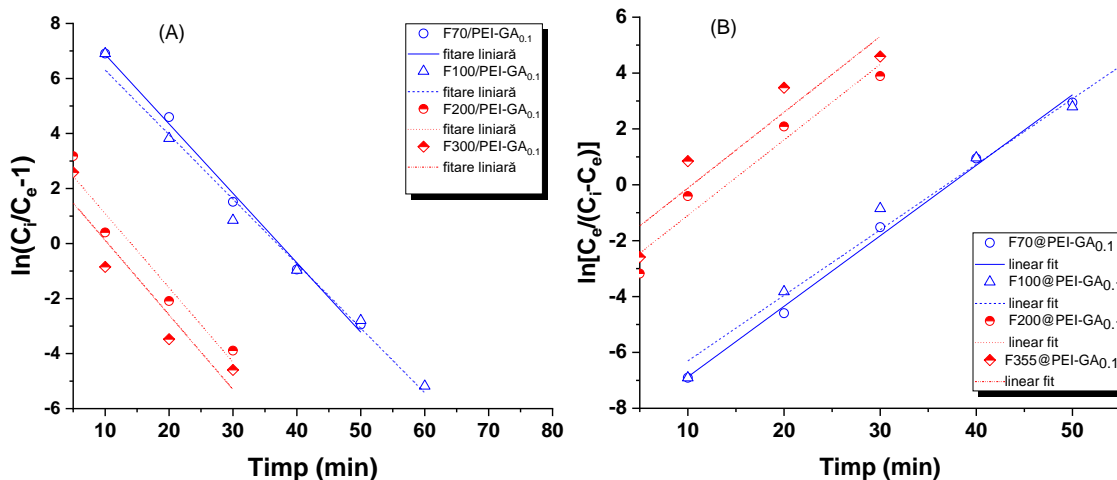 (A)
F70/PEI-GA0.1
fitare liniară
F100/PEI-GA0.1
fitare liniară
F200/PEI-GA0.1
fitare liniară
F300/PEI-GA0.1
fitare liniară
8
6
4
2
0
-2
-4
-6
ln(Ci/Ce-1)
10 20 30 40 50 60 70 80
Timp (min)
(B)
6
4
2
0
-2
-4
-6
-8
ln[Ce/(Ci-Ce)]
F70@PEI-GA0.1
linear fit
F100@PEI-GA0.1
linear fit
F200@PEI-GA0.1
linear fit
F355@PEI-GA0.1
linear fit
10 20 30 40 50
Timp (min)